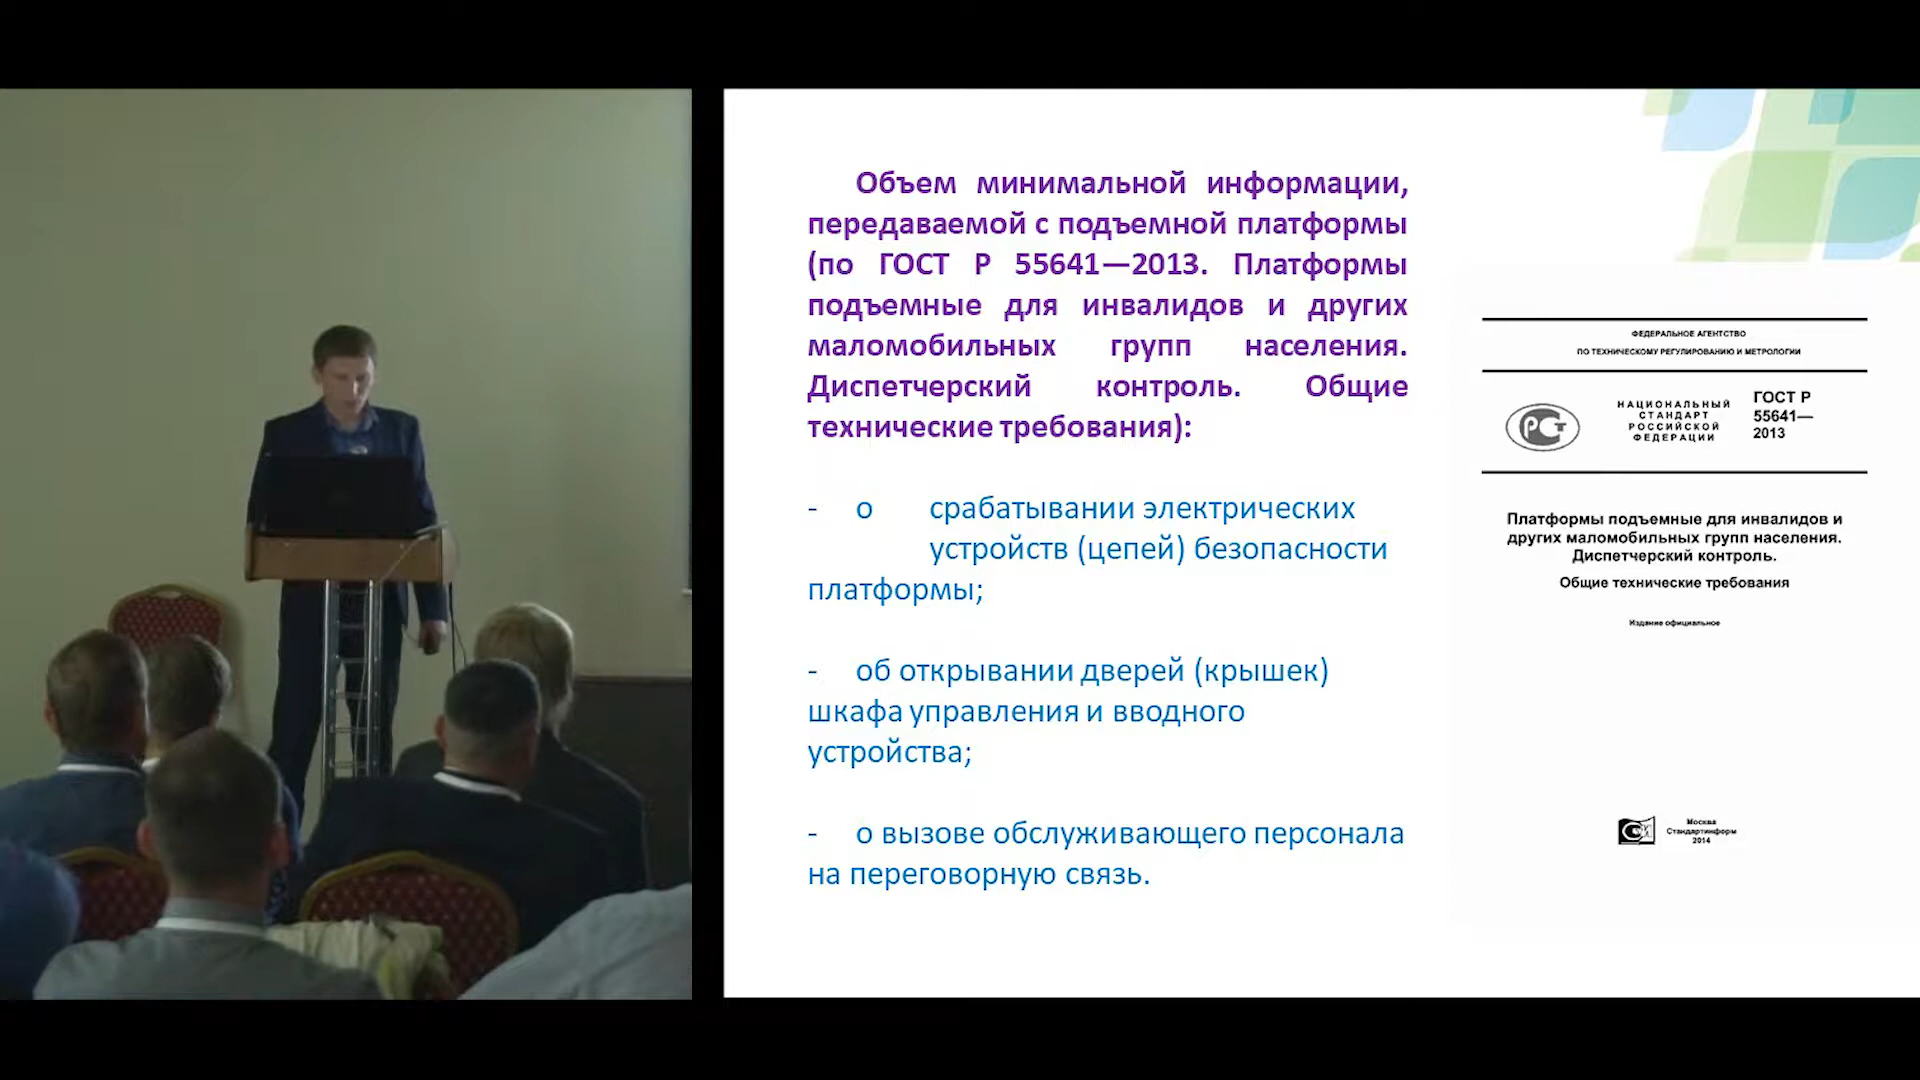 Объем минимальной информации,
передаваемой с подъемной платформы
(по ГОСТ Р 55641—2013. Платформы
подъемные для инвалидов и других
маломобильных групп населения.
Диспетчерский контроль. Общие
технические требования):
- о срабатывании электрических
устройств (цепей) безопасности
платформы;
- об открывании дверей (крышек)
шкафа управления и вводного
устройства;
- о вызове обслуживающего персонала
на переговорную связь.
ФЕДЕРАЛЬНОЕ АГЕНТСТВО
ПО ТЕХНИЧЕСКОМУ РЕГУЛИРОВАНИЮ И МЕТРОЛОГИИ
РСТ
НАЦИОНАЛЬНЫЙ
СТАНДАРТ
РОССИЙСКОЙ
ФЕДЕРАЦИИ
ГОСТ Р
55641—
2013
Платформы подъемные для инвалидов и
других маломобильных групп населения.
Диспетчерский контроль.
Общие технические требования
Издание официальное
Москва
Стандартинформ
2014